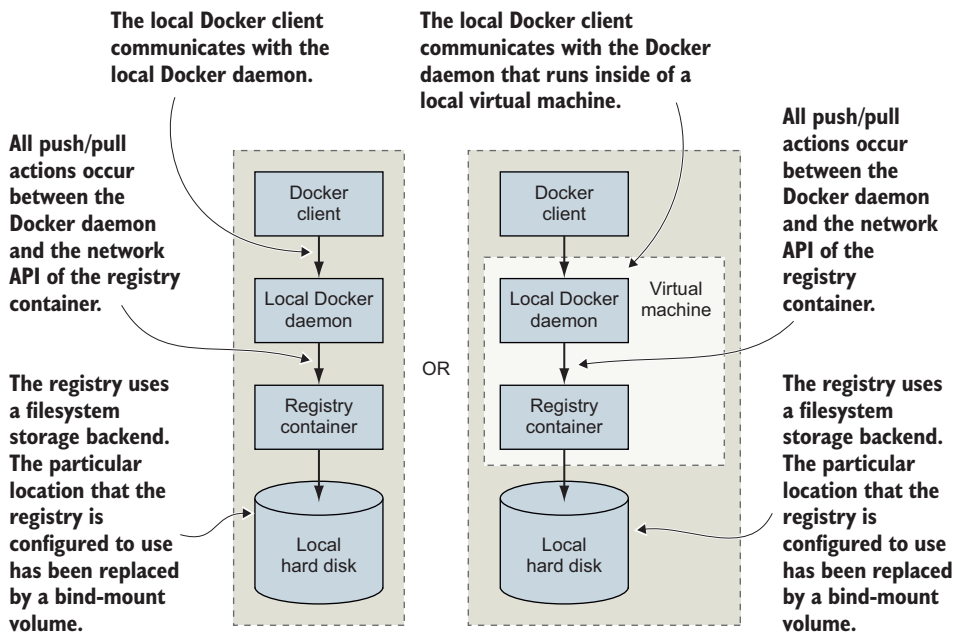 The local Docker client
communicates with the
local Docker daemon.
The local Docker client
communicates with the Docker
daemon that runs inside of a
local virtual machine.
All push/pull
actions occur
between the
Docker daemon
and the network
API of the registry
container.
The registry uses
a filesystem
storage backend.
The particular
location that the
registry is
configured to use
has been replaced
by a bind-mount
volume.
Docker
client
Local Docker
daemon
Registry
container
Local
hard disk
OR
Docker
client
Local Docker
daemon
Virtual
machine
Registry
container
Local
hard disk
All push/pull
actions occur
between the
Docker daemon
and the network
API of the
registry
container.
The registry uses
a filesystem
storage backend.
The particular
location that the
registry is
configured to use
has been replaced
by a bind-mount
volume.